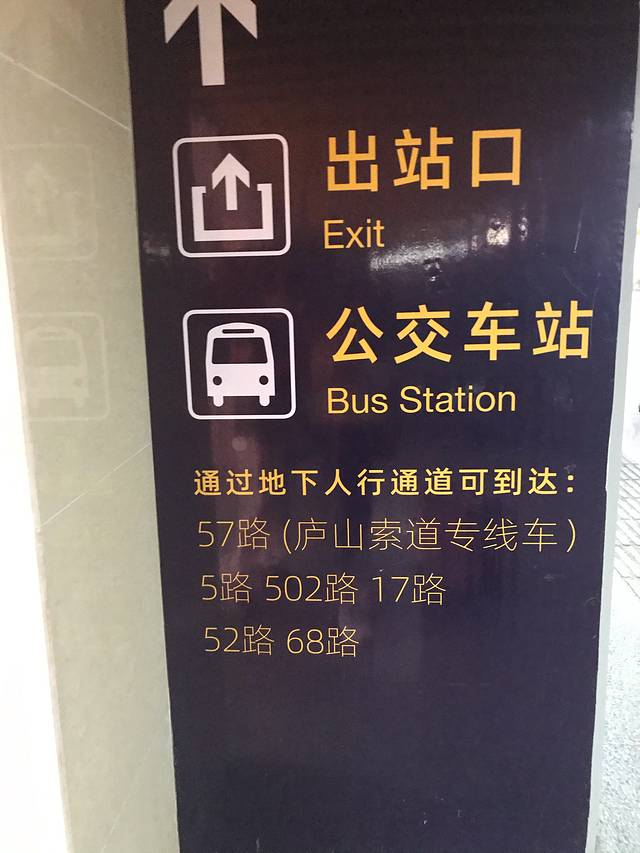 出站口
Exit
公交车站
Bus Station
通过地下人行通道可到达：
57路 (庐山索道专线车)
5路 502路 17路
52路 68路